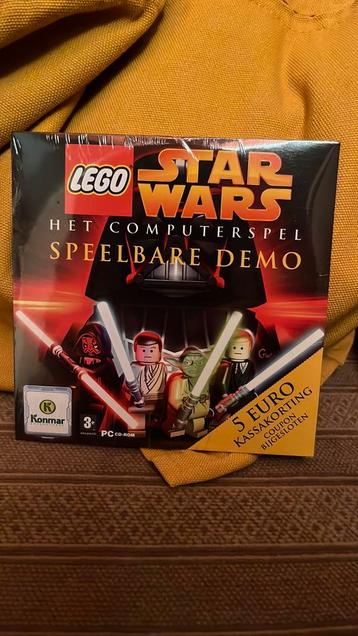 LEGO
STAR
WARS
HET COMPUTERSPEL
SPEELBARE DEMO
5 EURO
KASSAKORTING
COUPON
BIJGESLOTEN
K
Konmar
3+
PC CD-ROM